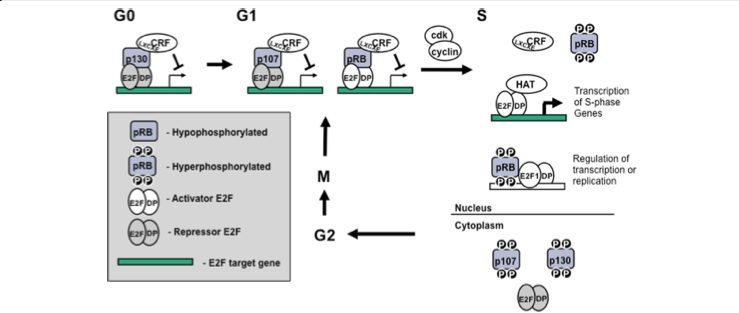 G0
G1
S
LXCXE CRF
p130
E2F DP
LXCXE CRF
p107
E2F DP
LXCXE CRF
pRB
E2F DP
cdk
cyclin
LXCXE CRF
P P
pRB
P P
HAT
E2F DP
Transcription
of S-phase
Genes
P P
pRB
P P
E2F1 DP
Regulation of
transcription or
replication
Nucleus
Cytoplasm
P P
p107
P P
P P
p130
P P
E2F DP
M
G2
pRB - Hypophosphorylated
P P
pRB - Hyperphosphorylated
P P
E2F DP - Activator E2F
E2F DP - Repressor E2F
- E2F target gene